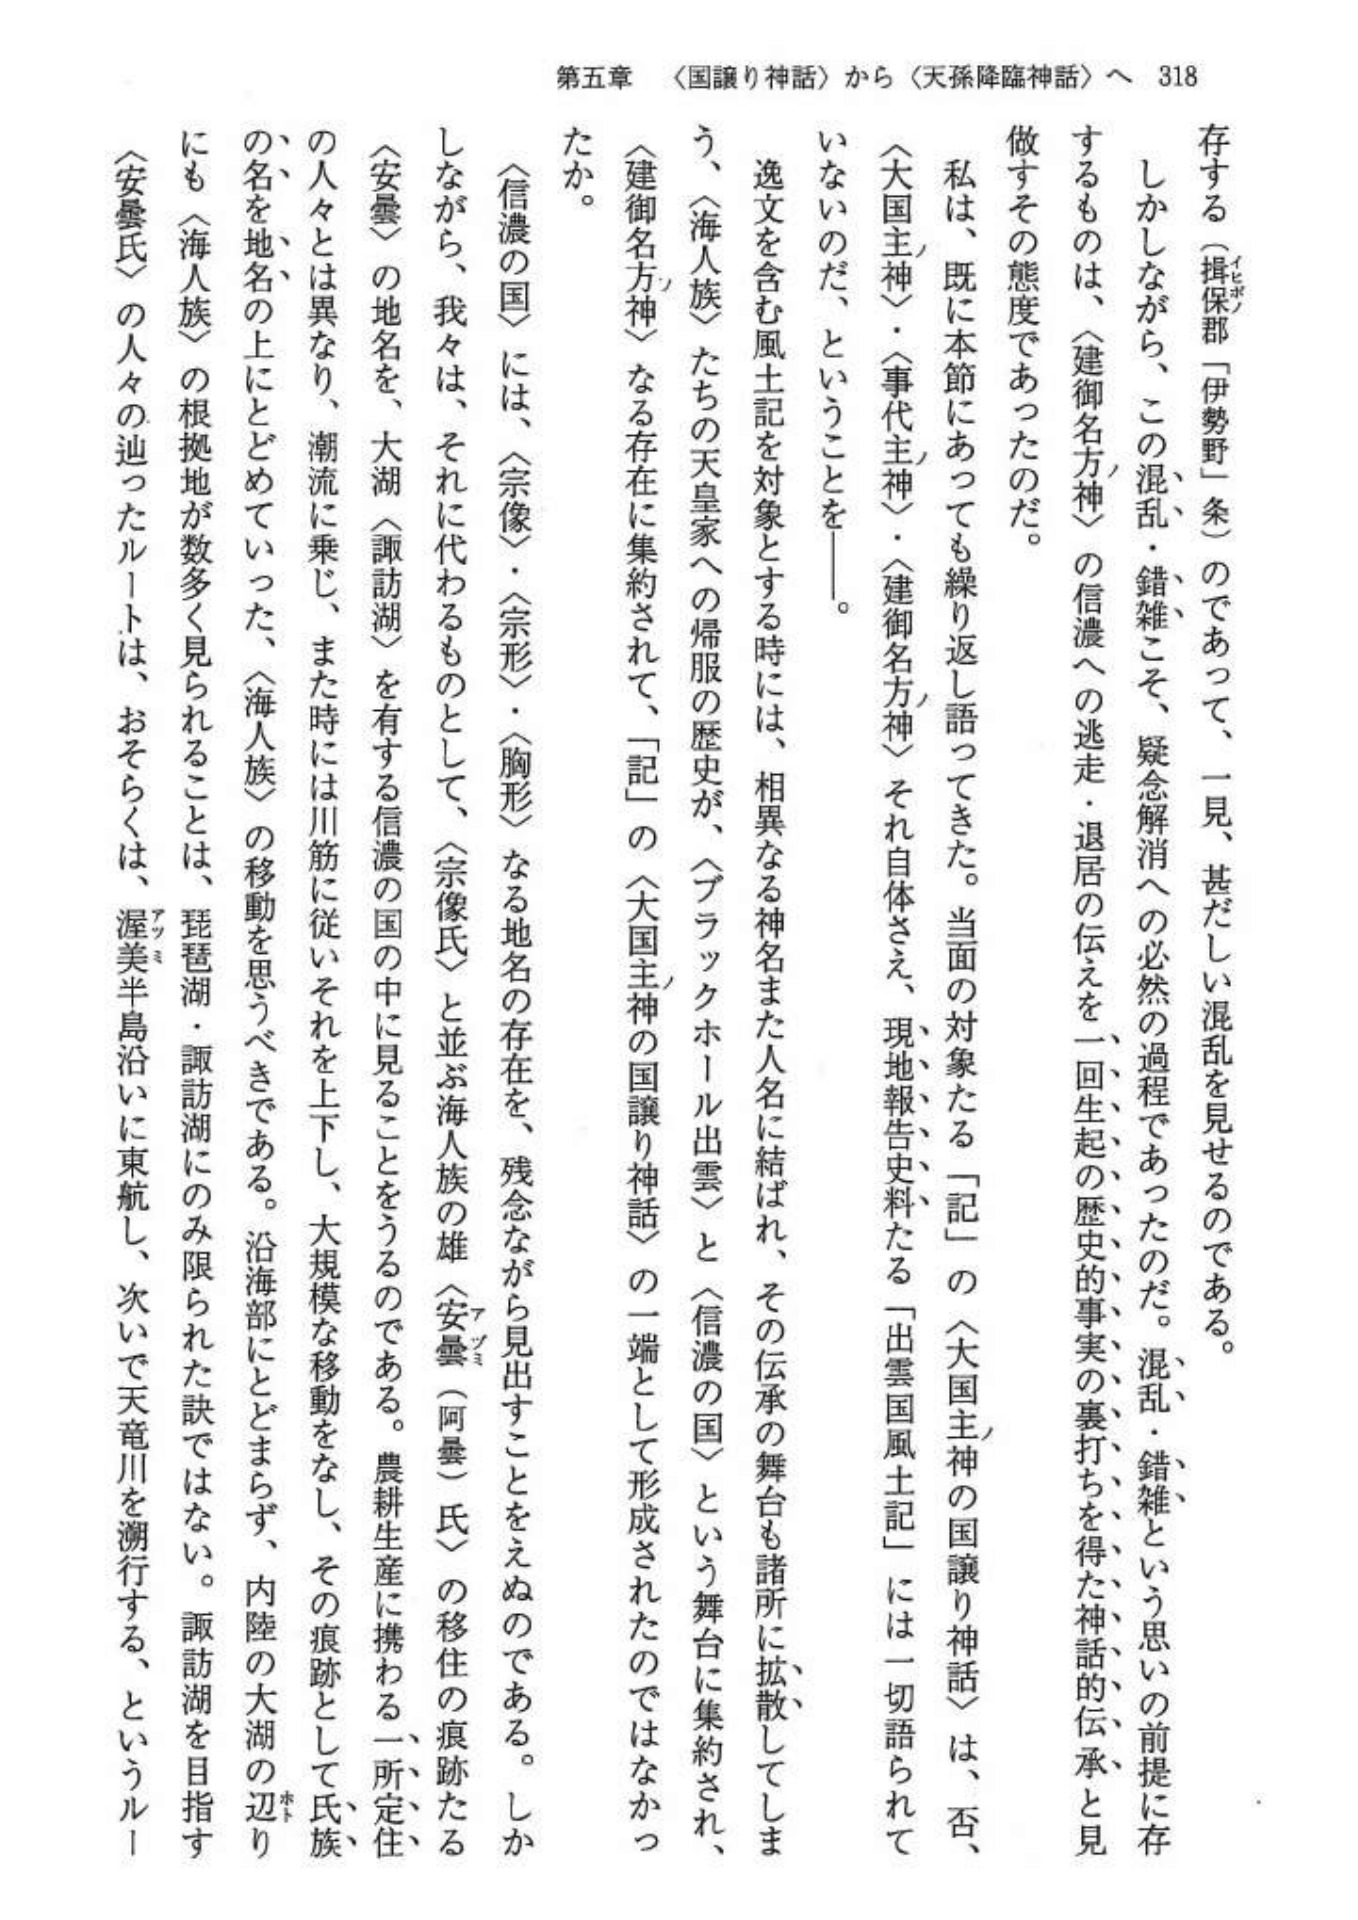 第五章　〈国譲り神話〉から〈天孫降臨神話〉へ　318
存する（揖保郡「伊勢野」条）のであって、一見、甚だしい混乱を見せるのである。
しかしながら、この混乱・錯雑こそ、疑念解消への必然の過程であったのだ。混乱・錯雑という思いの前提に存
するものは、〈建御名方ノ神〉の信濃への逃走・退居の伝えを一回生起の歴史的事実の裏打ちを得た神話的伝承と見
做すその態度であったのだ。
私は、既に本節にあっても繰り返し語ってきた。当面の対象たる「記」の〈大国主ノ神の国譲り神話〉は、否、
〈大国主ノ神〉・〈事代主ノ神〉・〈建御名方ノ神〉それ自体さえ、現地報告史料たる「出雲国風土記」には一切語られて
いないのだ、ということを――。
逸文を含む風土記を対象とする時には、相異なる神名また人名に結ばれ、その伝承の舞台も諸所に拡散してしま
う、〈海人族〉たちの天皇家への帰服の歴史が、〈ブラックホール出雲〉と〈信濃の国〉という舞台に集約され、
〈建御名方ノ神〉なる存在に集約されて、「記」の〈大国主ノ神の国譲り神話〉の一端として形成されたのではなかっ
たか。
〈信濃の国〉には、〈宗像〉・〈宗形〉・〈胸形〉なる地名の存在を、残念ながら見出すことをえぬのである。しか
しながら、我々は、それに代わるものとして、〈宗像氏〉と並ぶ海人族の雄〈安曇（阿曇）氏〉の移住の痕跡たる
〈安曇〉の地名を、大湖〈諏訪湖〉を有する信濃の国の中に見ることをうるのである。農耕生産に携わる一所定住
の人々とは異なり、潮流に乗じ、また時には川筋に従いそれを上下し、大規模な移動をなし、その痕跡として氏族
の名を地名の上にとどめていった、〈海人族〉の移動を思うべきである。沿海部にとどまらず、内陸の大湖の辺り
にも〈海人族〉の根拠地が数多く見られることは、琵琶湖・諏訪湖にのみ限られた訣ではない。諏訪湖を目指す
〈安曇氏〉の人々の辿ったルートは、おそらくは、渥美半島沿いに東航し、次いで天竜川を溯行する、というルー